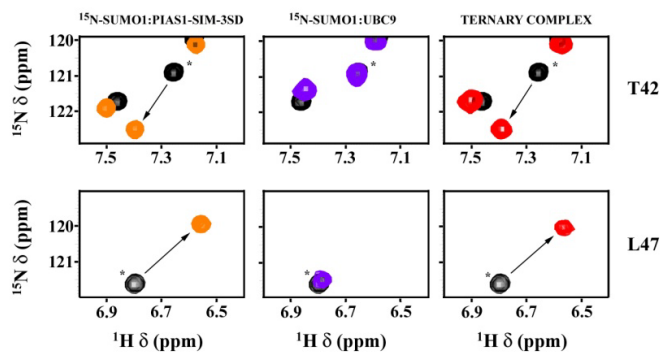 ¹⁵N-SUMO1:PIAS1-SIM-3SD ¹⁵N-SUMO1:UBC9 TERNARY COMPLEX
¹⁵N δ (ppm)
120
121
122
* * *
T42
7.5 7.3 7.1 7.5 7.3 7.1 7.5 7.3 7.1
¹⁵N δ (ppm)
120
121
* * *
L47
6.9 6.7 6.5 6.9 6.7 6.5 6.9 6.7 6.5
¹H δ (ppm) ¹H δ (ppm) ¹H δ (ppm)